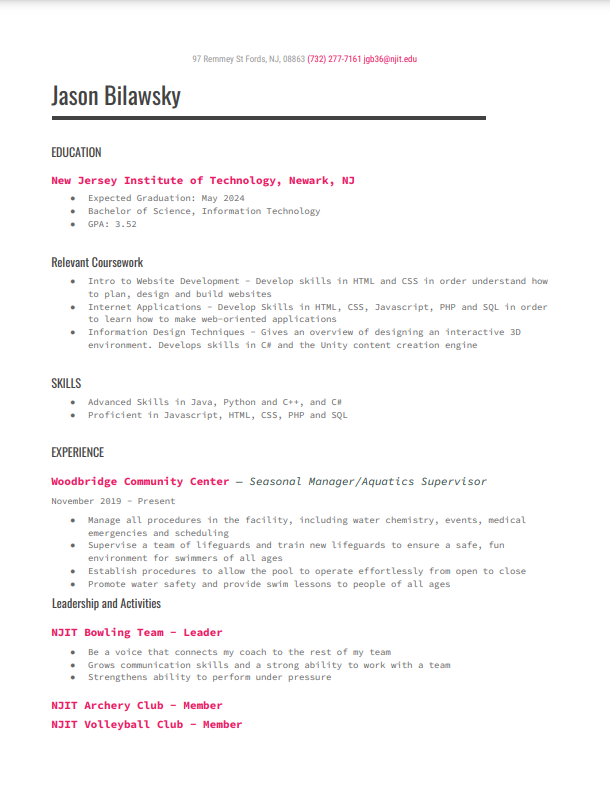 97 Remmey St Fords, NJ, 08863 (732) 277-7161 jgb36@njit.edu
Jason Bilawsky
EDUCATION
New Jersey Institute of Technology, Newark, NJ
● Expected Graduation: May 2024
● Bachelor of Science, Information Technology
● GPA: 3.52
Relevant Coursework
● Intro to Website Development - Develop skills in HTML and CSS in order understand how
to plan, design and build websites
● Internet Applications - Develop Skills in HTML, CSS, Javascript, PHP and SQL in order
to learn how to make web-oriented applications
● Information Design Techniques - Gives an overview of designing an interactive 3D
environment. Develops skills in C# and the Unity content creation engine
SKILLS
● Advanced Skills in Java, Python and C++, and C#
● Proficient in Javascript, HTML, CSS, PHP and SQL
EXPERIENCE
Woodbridge Community Center — Seasonal Manager/Aquatics Supervisor
November 2019 - Present
● Manage all procedures in the facility, including water chemistry, events, medical
emergencies and scheduling
● Supervise a team of lifeguards and train new lifeguards to ensure a safe, fun
environment for swimmers of all ages
● Establish procedures to allow the pool to operate effortlessly from open to close
● Promote water safety and provide swim lessons to people of all ages
Leadership and Activities
NJIT Bowling Team - Leader
● Be a voice that connects my coach to the rest of my team
● Grows communication skills and a strong ability to work with a team
● Strengthens ability to perform under pressure
NJIT Archery Club - Member
NJIT Volleyball Club - Member